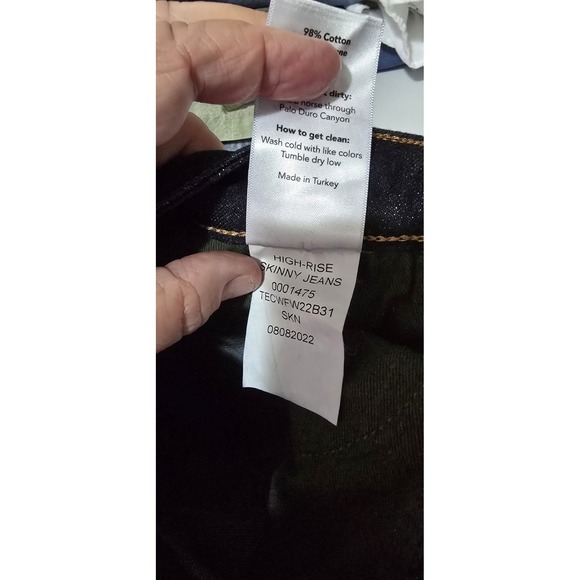 98% Cotton
dirty:
horse through
Palo Duro Canyon
How to get clean:
Wash cold with like colors
Tumble dry low
Made in Turkey
HIGH-RISE
SKINNY JEANS
0001475
TECWFW22B31
SKN
08082022